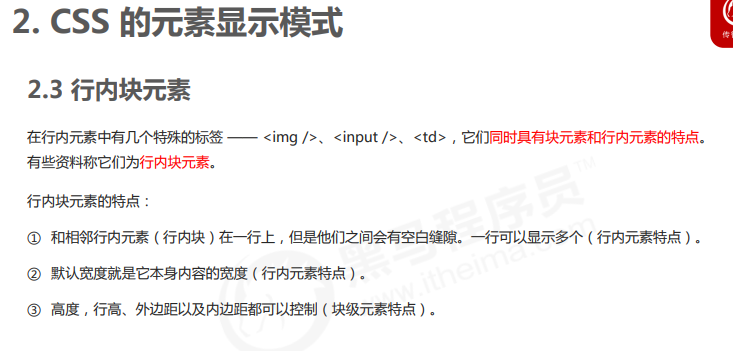 2. CSS 的元素显示模式
传智
2.3 行内块元素
在行内元素中有几个特殊的标签 —— <img />、<input />、<td>，它们同时具有块元素和行内元素的特点。
有些资料称它们为行内块元素。
行内块元素的特点：
① 和相邻行内元素（行内块）在一行上，但是他们之间会有空白缝隙。一行可以显示多个（行内元素特点）。
② 默认宽度就是它本身内容的宽度（行内元素特点）。
③ 高度，行高、外边距以及内边距都可以控制（块级元素特点）。
黑马程序员™
www.itheima.com